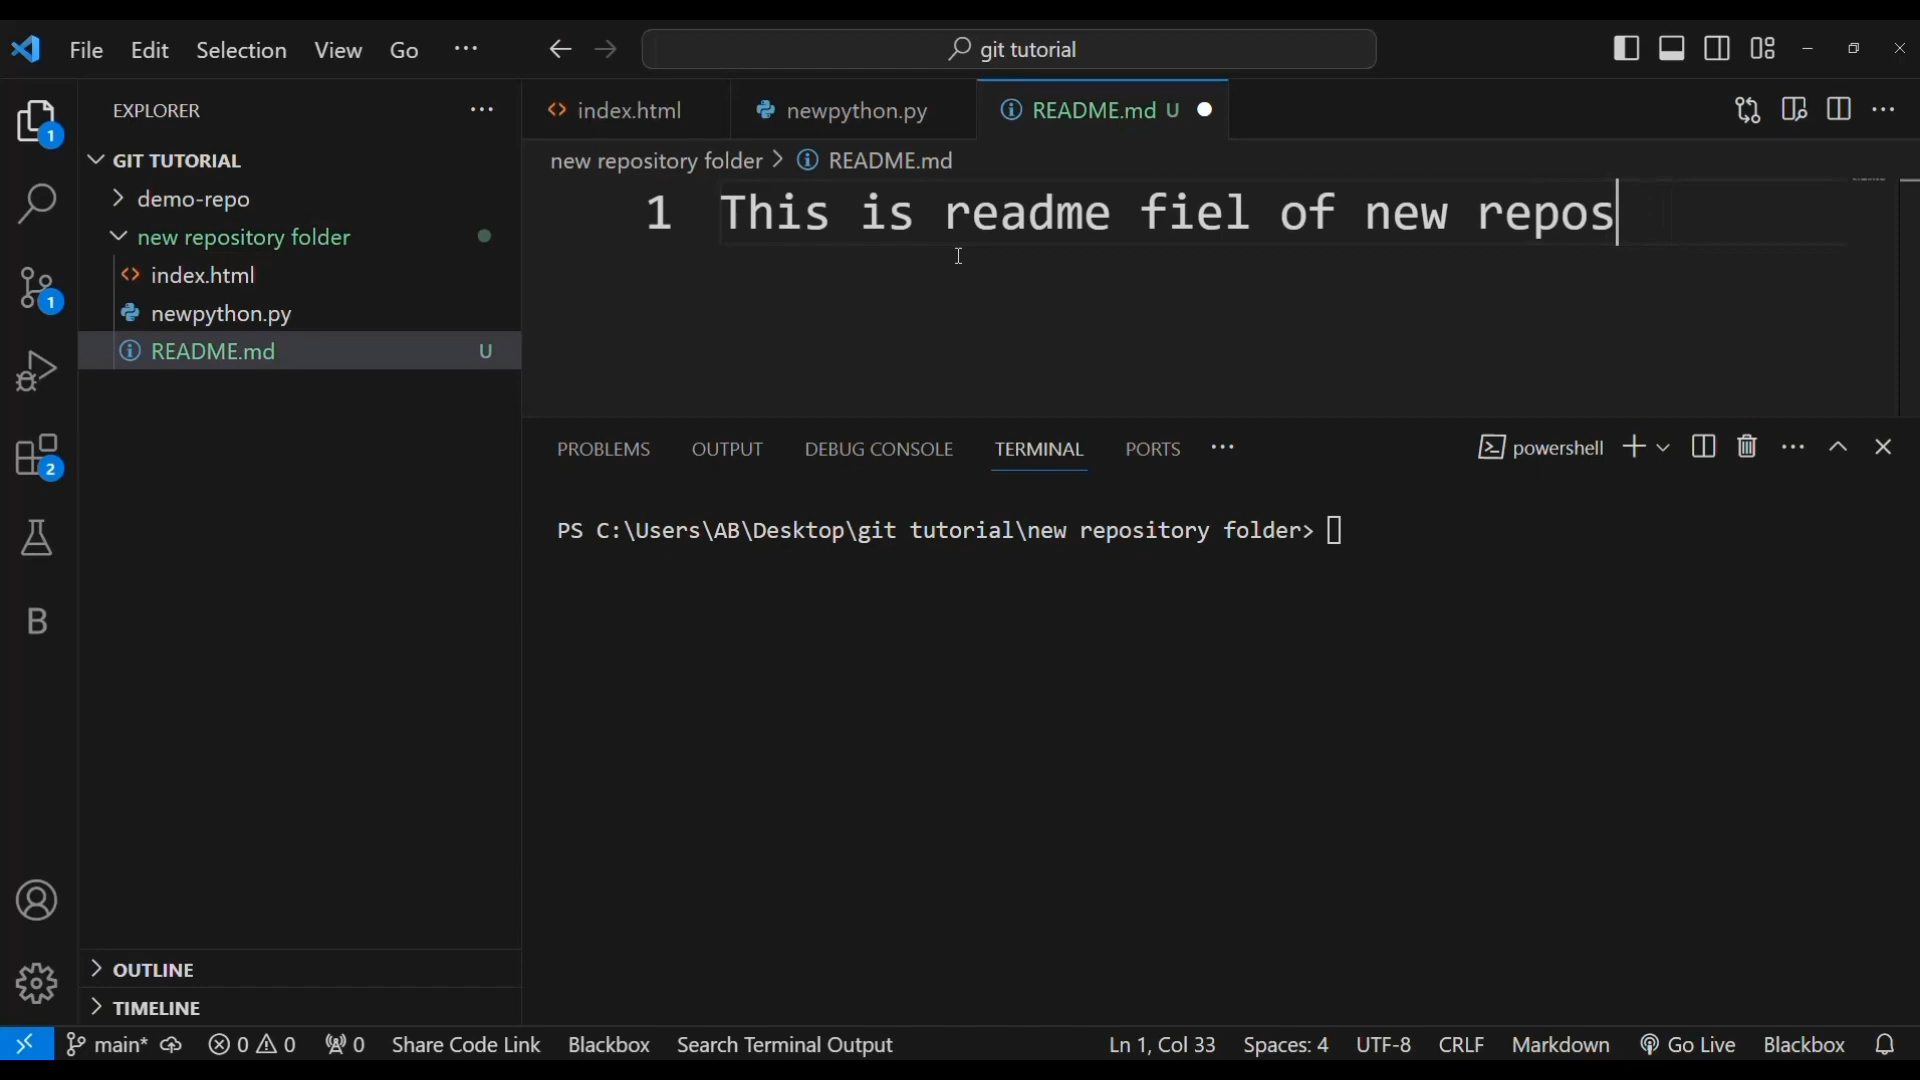 File Edit Selection View Go ··· git tutorial
EXPLORER ···
GIT TUTORIAL
demo-repo
new repository folder
index.html
newpython.py
README.md U
OUTLINE
TIMELINE
1
1
2
B
index.html newpython.py README.md U
new repository folder > README.md
1 This is readme fiel of new repos
PROBLEMS OUTPUT DEBUG CONSOLE TERMINAL PORTS ··· powershell
PS C:\Users\AB\Desktop\git tutorial\new repository folder>
main* 0 0 0 Share Code Link Blackbox Search Terminal Output Ln 1, Col 33 Spaces: 4 UTF-8 CRLF Markdown Go Live Blackbox